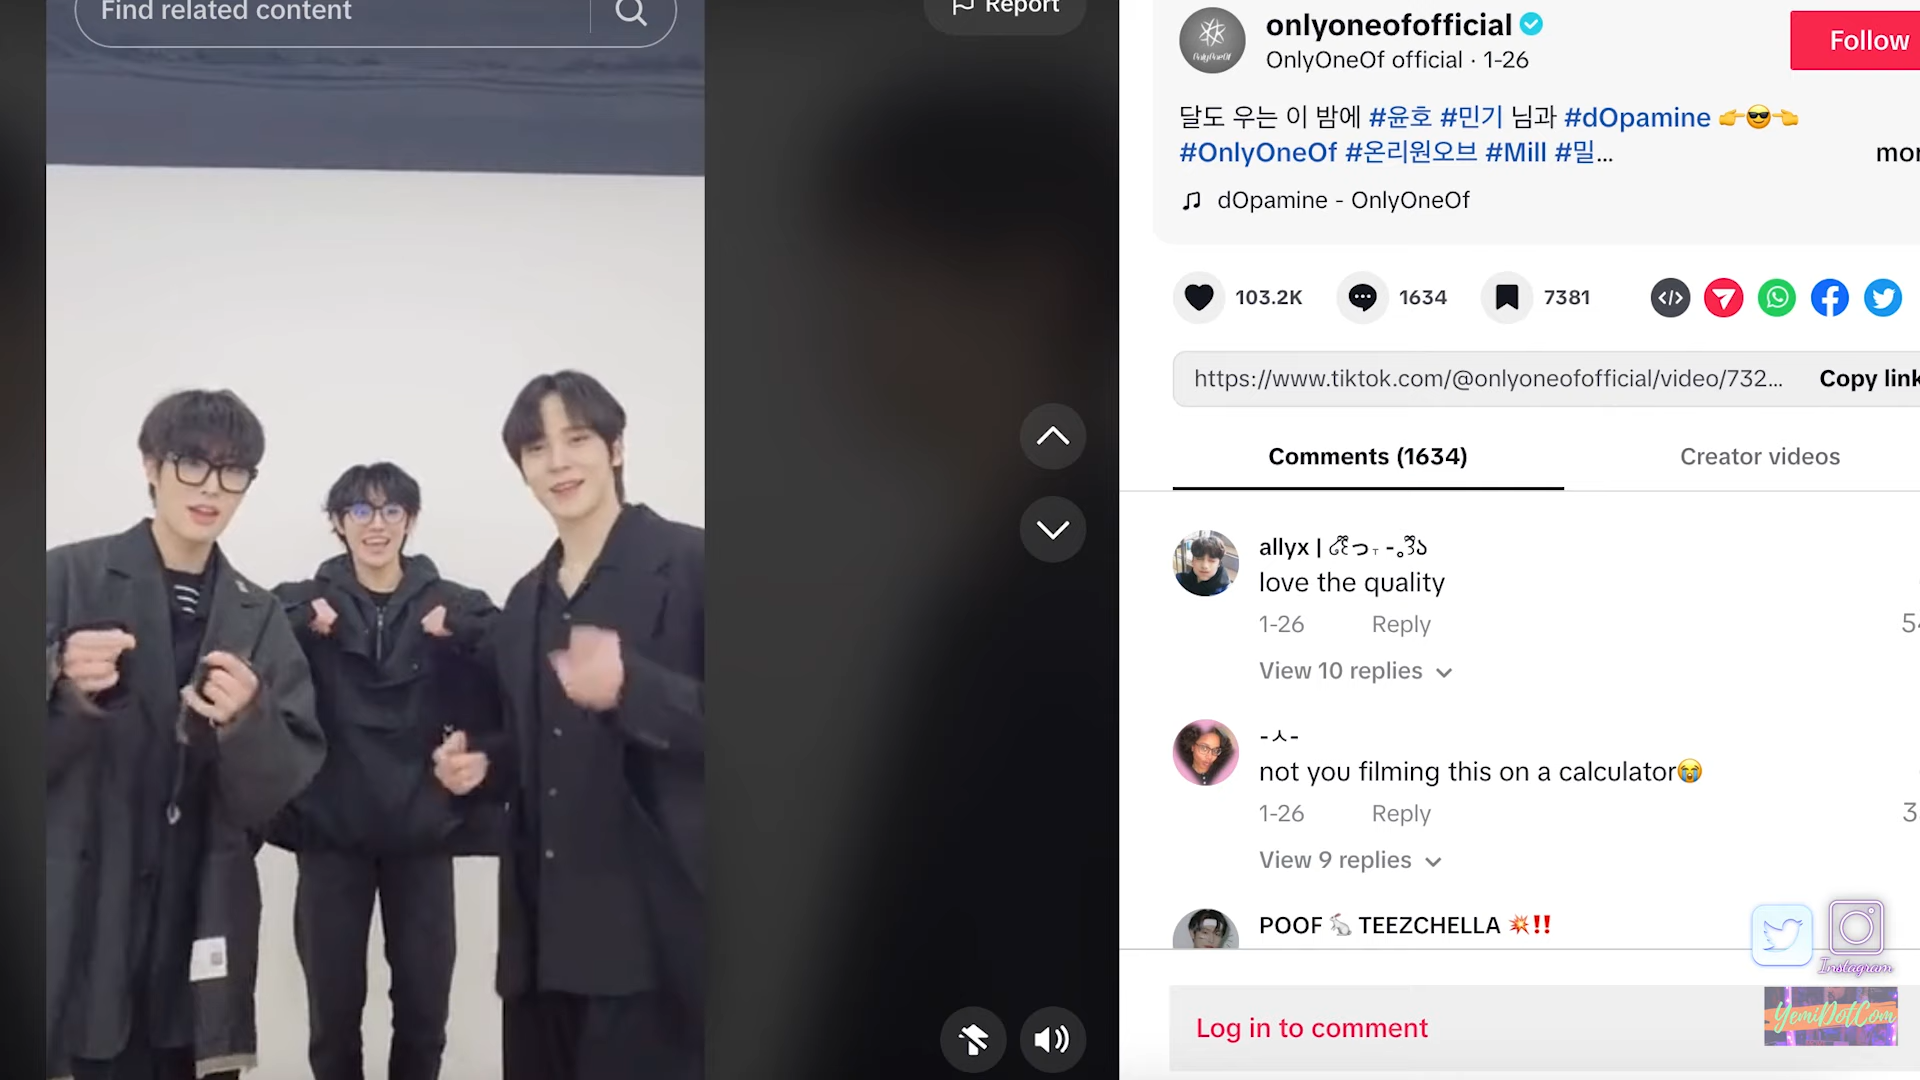 Find related content
Report
onlyoneofofficial
OnlyOneOf official · 1-26
Follow
달도 우는 이 밤에 #윤호 #민기 님과 #dOpamine 👉😎👈
#OnlyOneOf #온리원오브 #Mill #밀...
dOpamine - OnlyOneOf
103.2K
1634
7381
https://www.tiktok.com/@onlyoneofofficial/video/732...
Copy link
Comments (1634)
Creator videos
allyx |
love the quality
1-26
Reply
View 10 replies
-ㅅ-
not you filming this on a calculator😭
1-26
Reply
View 9 replies
POOF 🐇 TEEZCHELLA 💥‼️
Instagram
YemiDotCom
Log in to comment